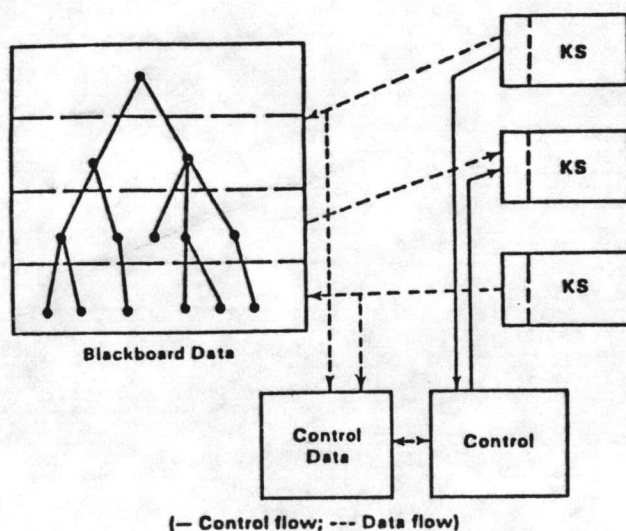 KS
KS
KS
Blackboard Data
Control
Data
Control
(— Control flow; --- Data flow)